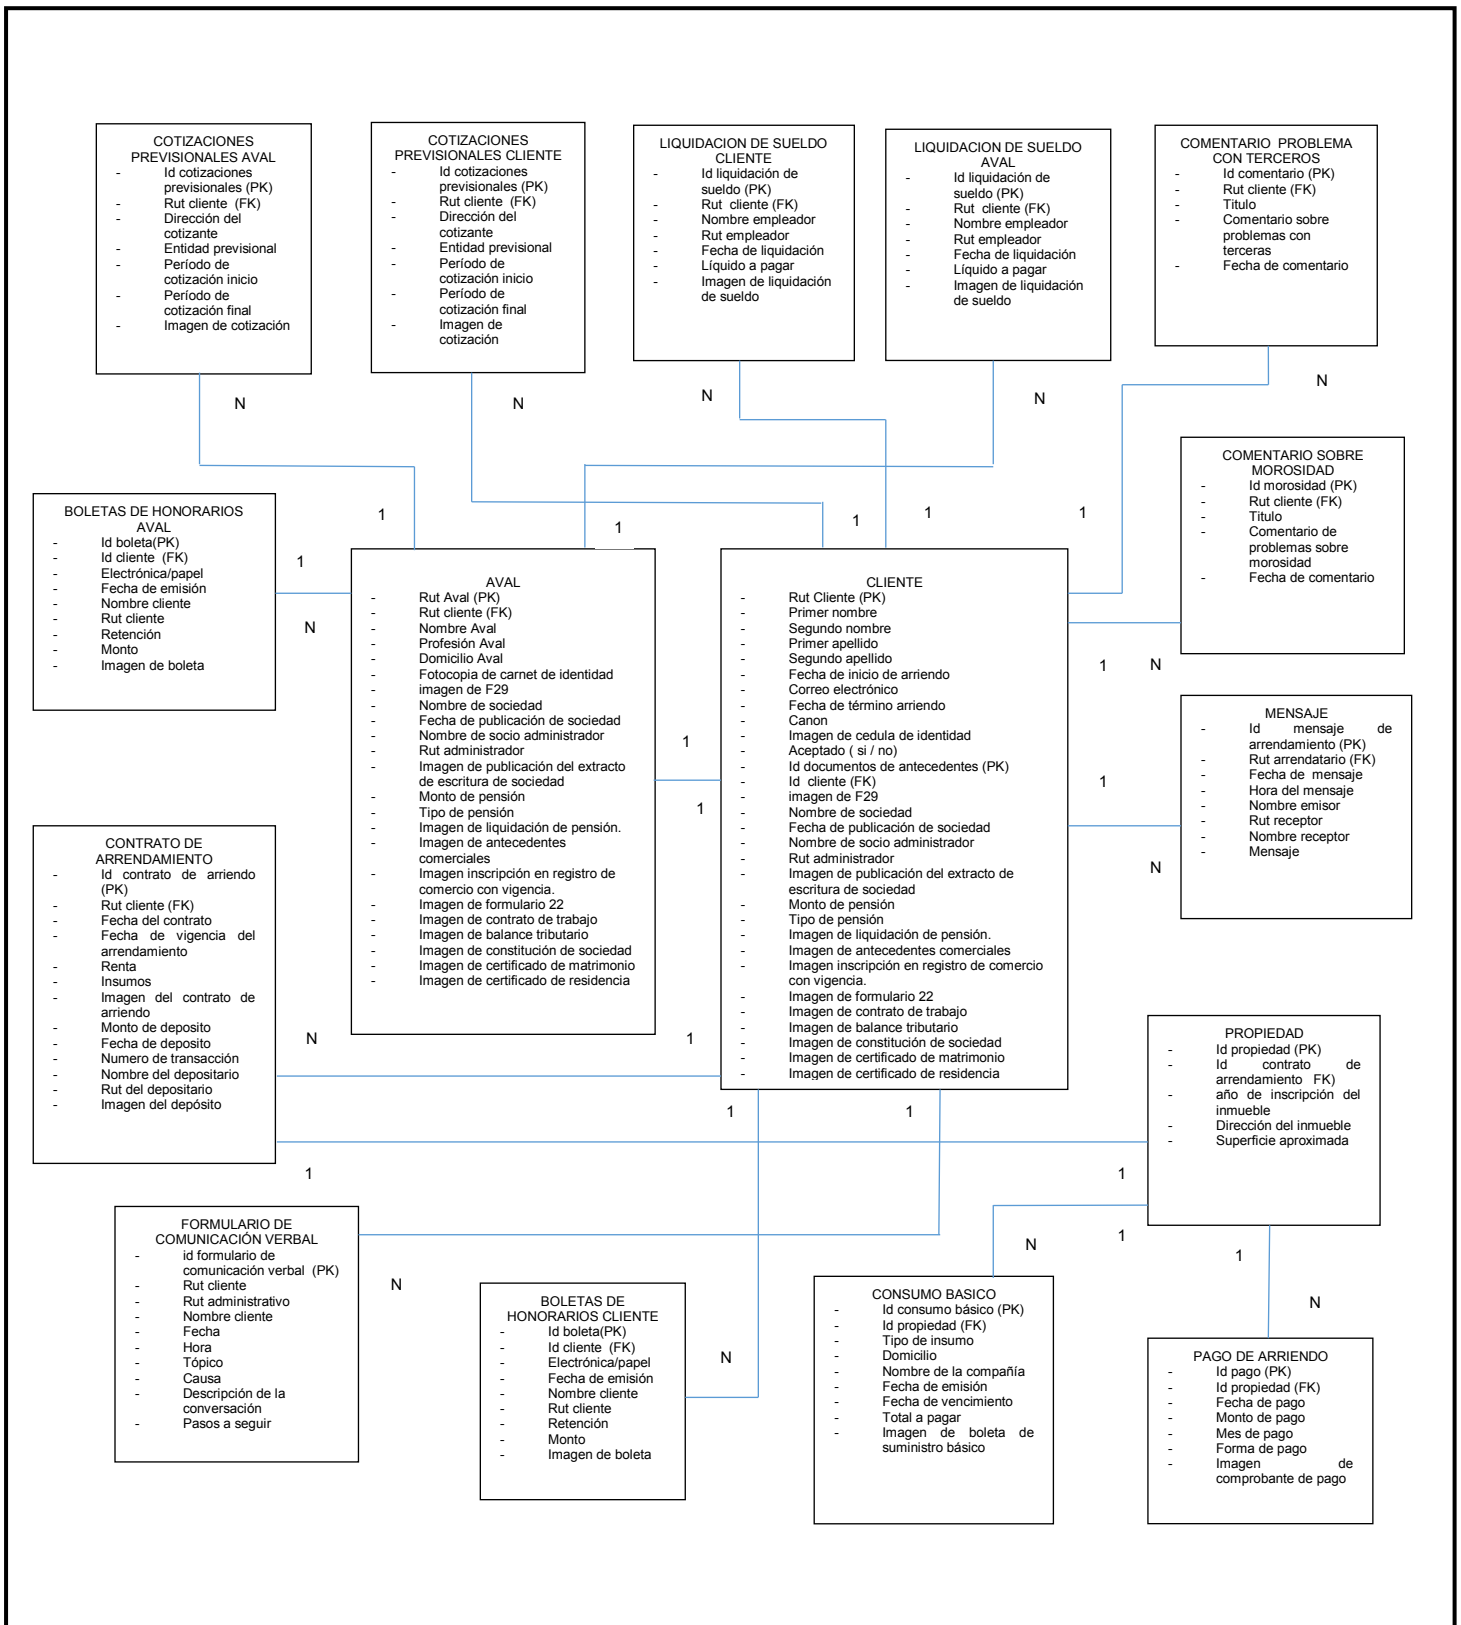 COTIZACIONES
PREVISIONALES AVAL
- Id cotizaciones
previsionales (PK)
- Rut cliente (FK)
- Dirección del
cotizante
- Entidad previsional
- Período de
cotización inicio
- Período de
cotización final
- Imagen de cotización
COTIZACIONES
PREVISIONALES CLIENTE
- Id cotizaciones
previsionales (PK)
- Rut cliente (FK)
- Dirección del
cotizante
- Entidad previsional
- Período de
cotización inicio
- Período de
cotización final
- Imagen de
cotización
LIQUIDACION DE SUELDO
CLIENTE
- Id liquidación de
sueldo (PK)
- Rut cliente (FK)
- Nombre empleador
- Rut empleador
- Fecha de liquidación
- Líquido a pagar
- Imagen de liquidación
de sueldo
LIQUIDACION DE SUELDO
AVAL
- Id liquidación de
sueldo (PK)
- Rut cliente (FK)
- Nombre empleador
- Rut empleador
- Fecha de liquidación
- Líquido a pagar
- Imagen de liquidación
de sueldo
COMENTARIO PROBLEMA
CON TERCEROS
- Id comentario (PK)
- Rut cliente (FK)
- Titulo
- Comentario sobre
problemas con
terceras
- Fecha de comentario
N
N
N
N
N
COMENTARIO SOBRE
MOROSIDAD
- Id morosidad (PK)
- Rut cliente (FK)
- Titulo
- Comentario de
problemas sobre
morosidad
- Fecha de comentario
BOLETAS DE HONORARIOS
AVAL
- Id boleta(PK)
- Id cliente (FK)
- Electrónica/papel
- Fecha de emisión
- Nombre cliente
- Rut cliente
- Retención
- Monto
- Imagen de boleta
1
1
1
1
1
1
N
AVAL
- Rut Aval (PK)
- Rut cliente (FK)
- Nombre Aval
- Profesión Aval
- Domicilio Aval
- Fotocopia de carnet de identidad
- imagen de F29
- Nombre de sociedad
- Fecha de publicación de sociedad
- Nombre de socio administrador
- Rut administrador
- Imagen de publicación del extracto
de escritura de sociedad
- Monto de pensión
- Tipo de pensión
- Imagen de liquidación de pensión.
- Imagen de antecedentes
comerciales
- Imagen inscripción en registro de
comercio con vigencia.
- Imagen de formulario 22
- Imagen de contrato de trabajo
- Imagen de balance tributario
- Imagen de constitución de sociedad
- Imagen de certificado de matrimonio
- Imagen de certificado de residencia
1
1
CLIENTE
- Rut Cliente (PK)
- Primer nombre
- Segundo nombre
- Primer apellido
- Segundo apellido
- Fecha de inicio de arriendo
- Correo electrónico
- Fecha de término arriendo
- Canon
- Imagen de cedula de identidad
- Aceptado ( si / no)
- Id documentos de antecedentes (PK)
- Id cliente (FK)
- imagen de F29
- Nombre de sociedad
- Fecha de publicación de sociedad
- Nombre de socio administrador
- Rut administrador
- Imagen de publicación del extracto de
escritura de sociedad
- Monto de pensión
- Tipo de pensión
- Imagen de liquidación de pensión.
- Imagen de antecedentes comerciales
- Imagen inscripción en registro de comercio
con vigencia.
- Imagen de formulario 22
- Imagen de contrato de trabajo
- Imagen de balance tributario
- Imagen de constitución de sociedad
- Imagen de certificado de matrimonio
- Imagen de certificado de residencia
1
N
1
N
MENSAJE
- Id mensaje de
arrendamiento (PK)
- Rut arrendatario (FK)
- Fecha de mensaje
- Hora del mensaje
- Nombre emisor
- Rut receptor
- Nombre receptor
- Mensaje
CONTRATO DE
ARRENDAMIENTO
- Id contrato de arriendo
(PK)
- Rut cliente (FK)
- Fecha del contrato
- Fecha de vigencia del
arrendamiento
- Renta
- Insumos
- Imagen del contrato de
arriendo
- Monto de deposito
- Fecha de deposito
- Numero de transacción
- Nombre del depositario
- Rut del depositario
- Imagen del depósito
N
1
1
1
1
1
PROPIEDAD
- Id propiedad (PK)
- Id contrato de
arrendamiento FK)
- año de inscripción del
inmueble
- Dirección del inmueble
- Superficie aproximada
FORMULARIO DE
COMUNICACIÓN VERBAL
- id formulario de
comunicación verbal (PK)
- Rut cliente
- Rut administrativo
- Nombre cliente
- Fecha
- Hora
- Tópico
- Causa
- Descripción de la
conversación
- Pasos a seguir
N
BOLETAS DE
HONORARIOS CLIENTE
- Id boleta(PK)
- Id cliente (FK)
- Electrónica/papel
- Fecha de emisión
- Nombre cliente
- Rut cliente
- Retención
- Monto
- Imagen de boleta
N
N
1
1
N
CONSUMO BASICO
- Id consumo básico (PK)
- Id propiedad (FK)
- Tipo de insumo
- Domicilio
- Nombre de la compañía
- Fecha de emisión
- Fecha de vencimiento
- Total a pagar
- Imagen de boleta de
suministro básico
PAGO DE ARRIENDO
- Id pago (PK)
- Id propiedad (FK)
- Fecha de pago
- Monto de pago
- Mes de pago
- Forma de pago
- Imagen de
comprobante de pago